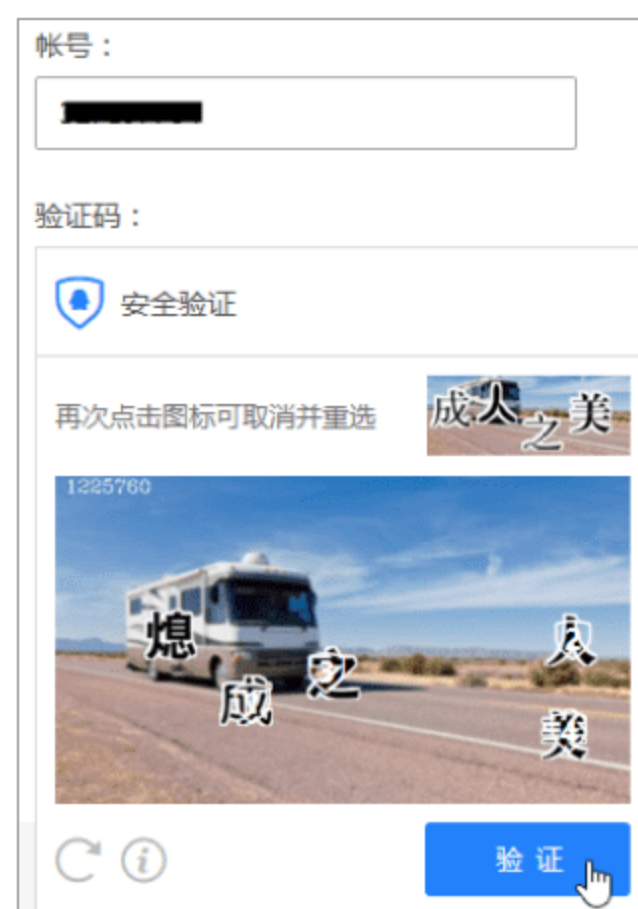 帐号：
验证码：
安全验证
再次点击图标可取消并重选
成人之美
1225760
熄
成
之
人
美
验证